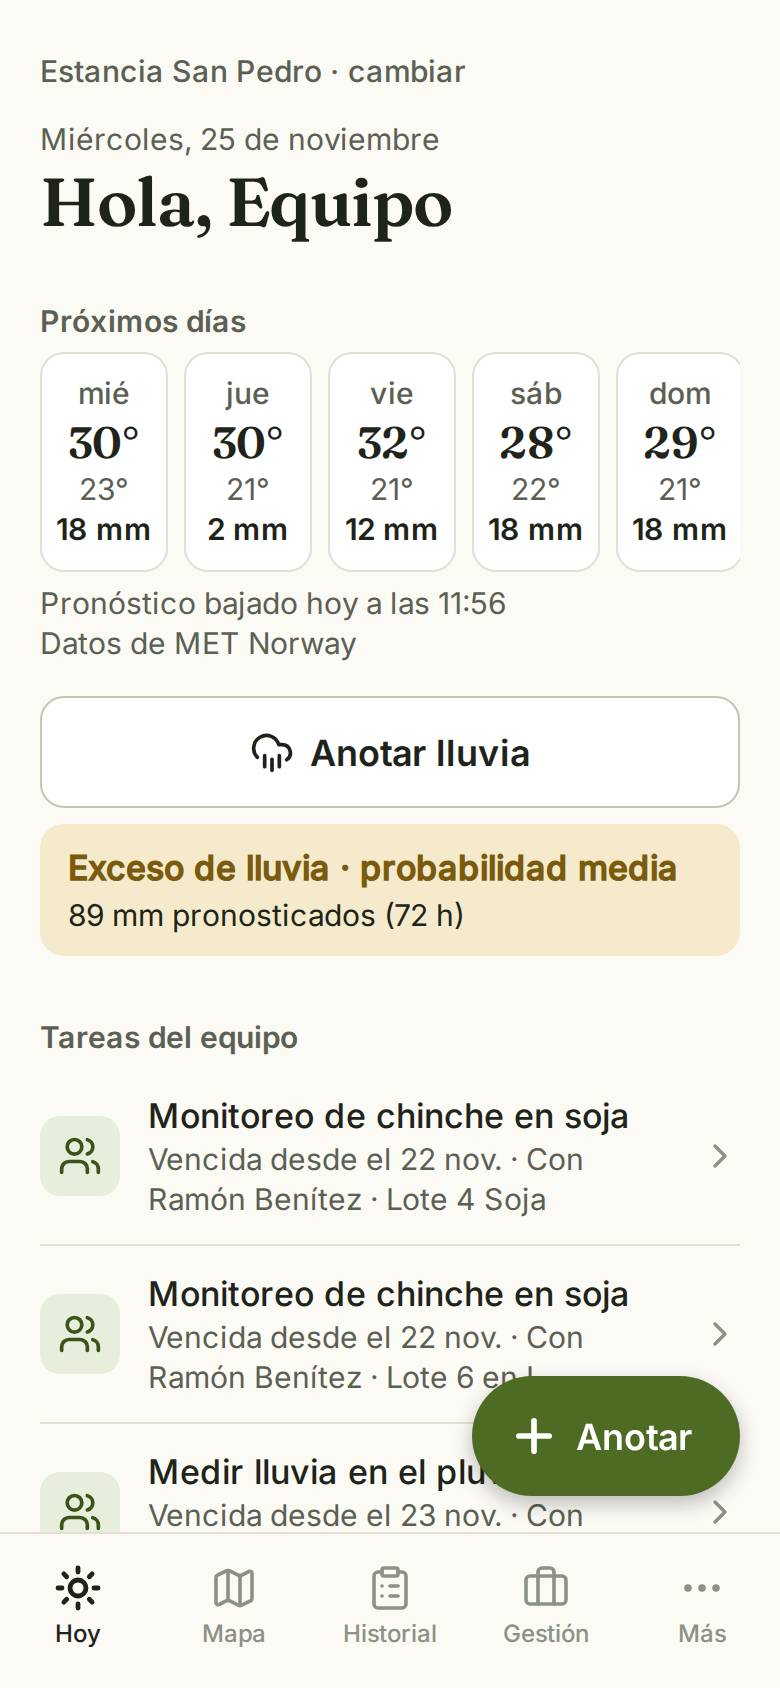 Estancia San Pedro · cambiar
Miércoles, 25 de noviembre
Hola, Equipo
Próximos días
mié jue vie sáb dom
30° 30° 32° 28° 29°
23° 21° 21° 22° 21°
18 mm 2 mm 12 mm 18 mm 18 mm
Pronóstico bajado hoy a las 11:56
Datos de MET Norway
Anotar lluvia
Exceso de lluvia · probabilidad media
89 mm pronosticados (72 h)
Tareas del equipo
Monitoreo de chinche en soja
Vencida desde el 22 nov. · Con
Ramón Benítez · Lote 4 Soja
Monitoreo de chinche en soja
Vencida desde el 22 nov. · Con
Ramón Benítez · Lote 6 en
Anotar
Medir lluvia en el
Vencida desde el 23 nov. · Con
Hoy Mapa Historial Gestión Más